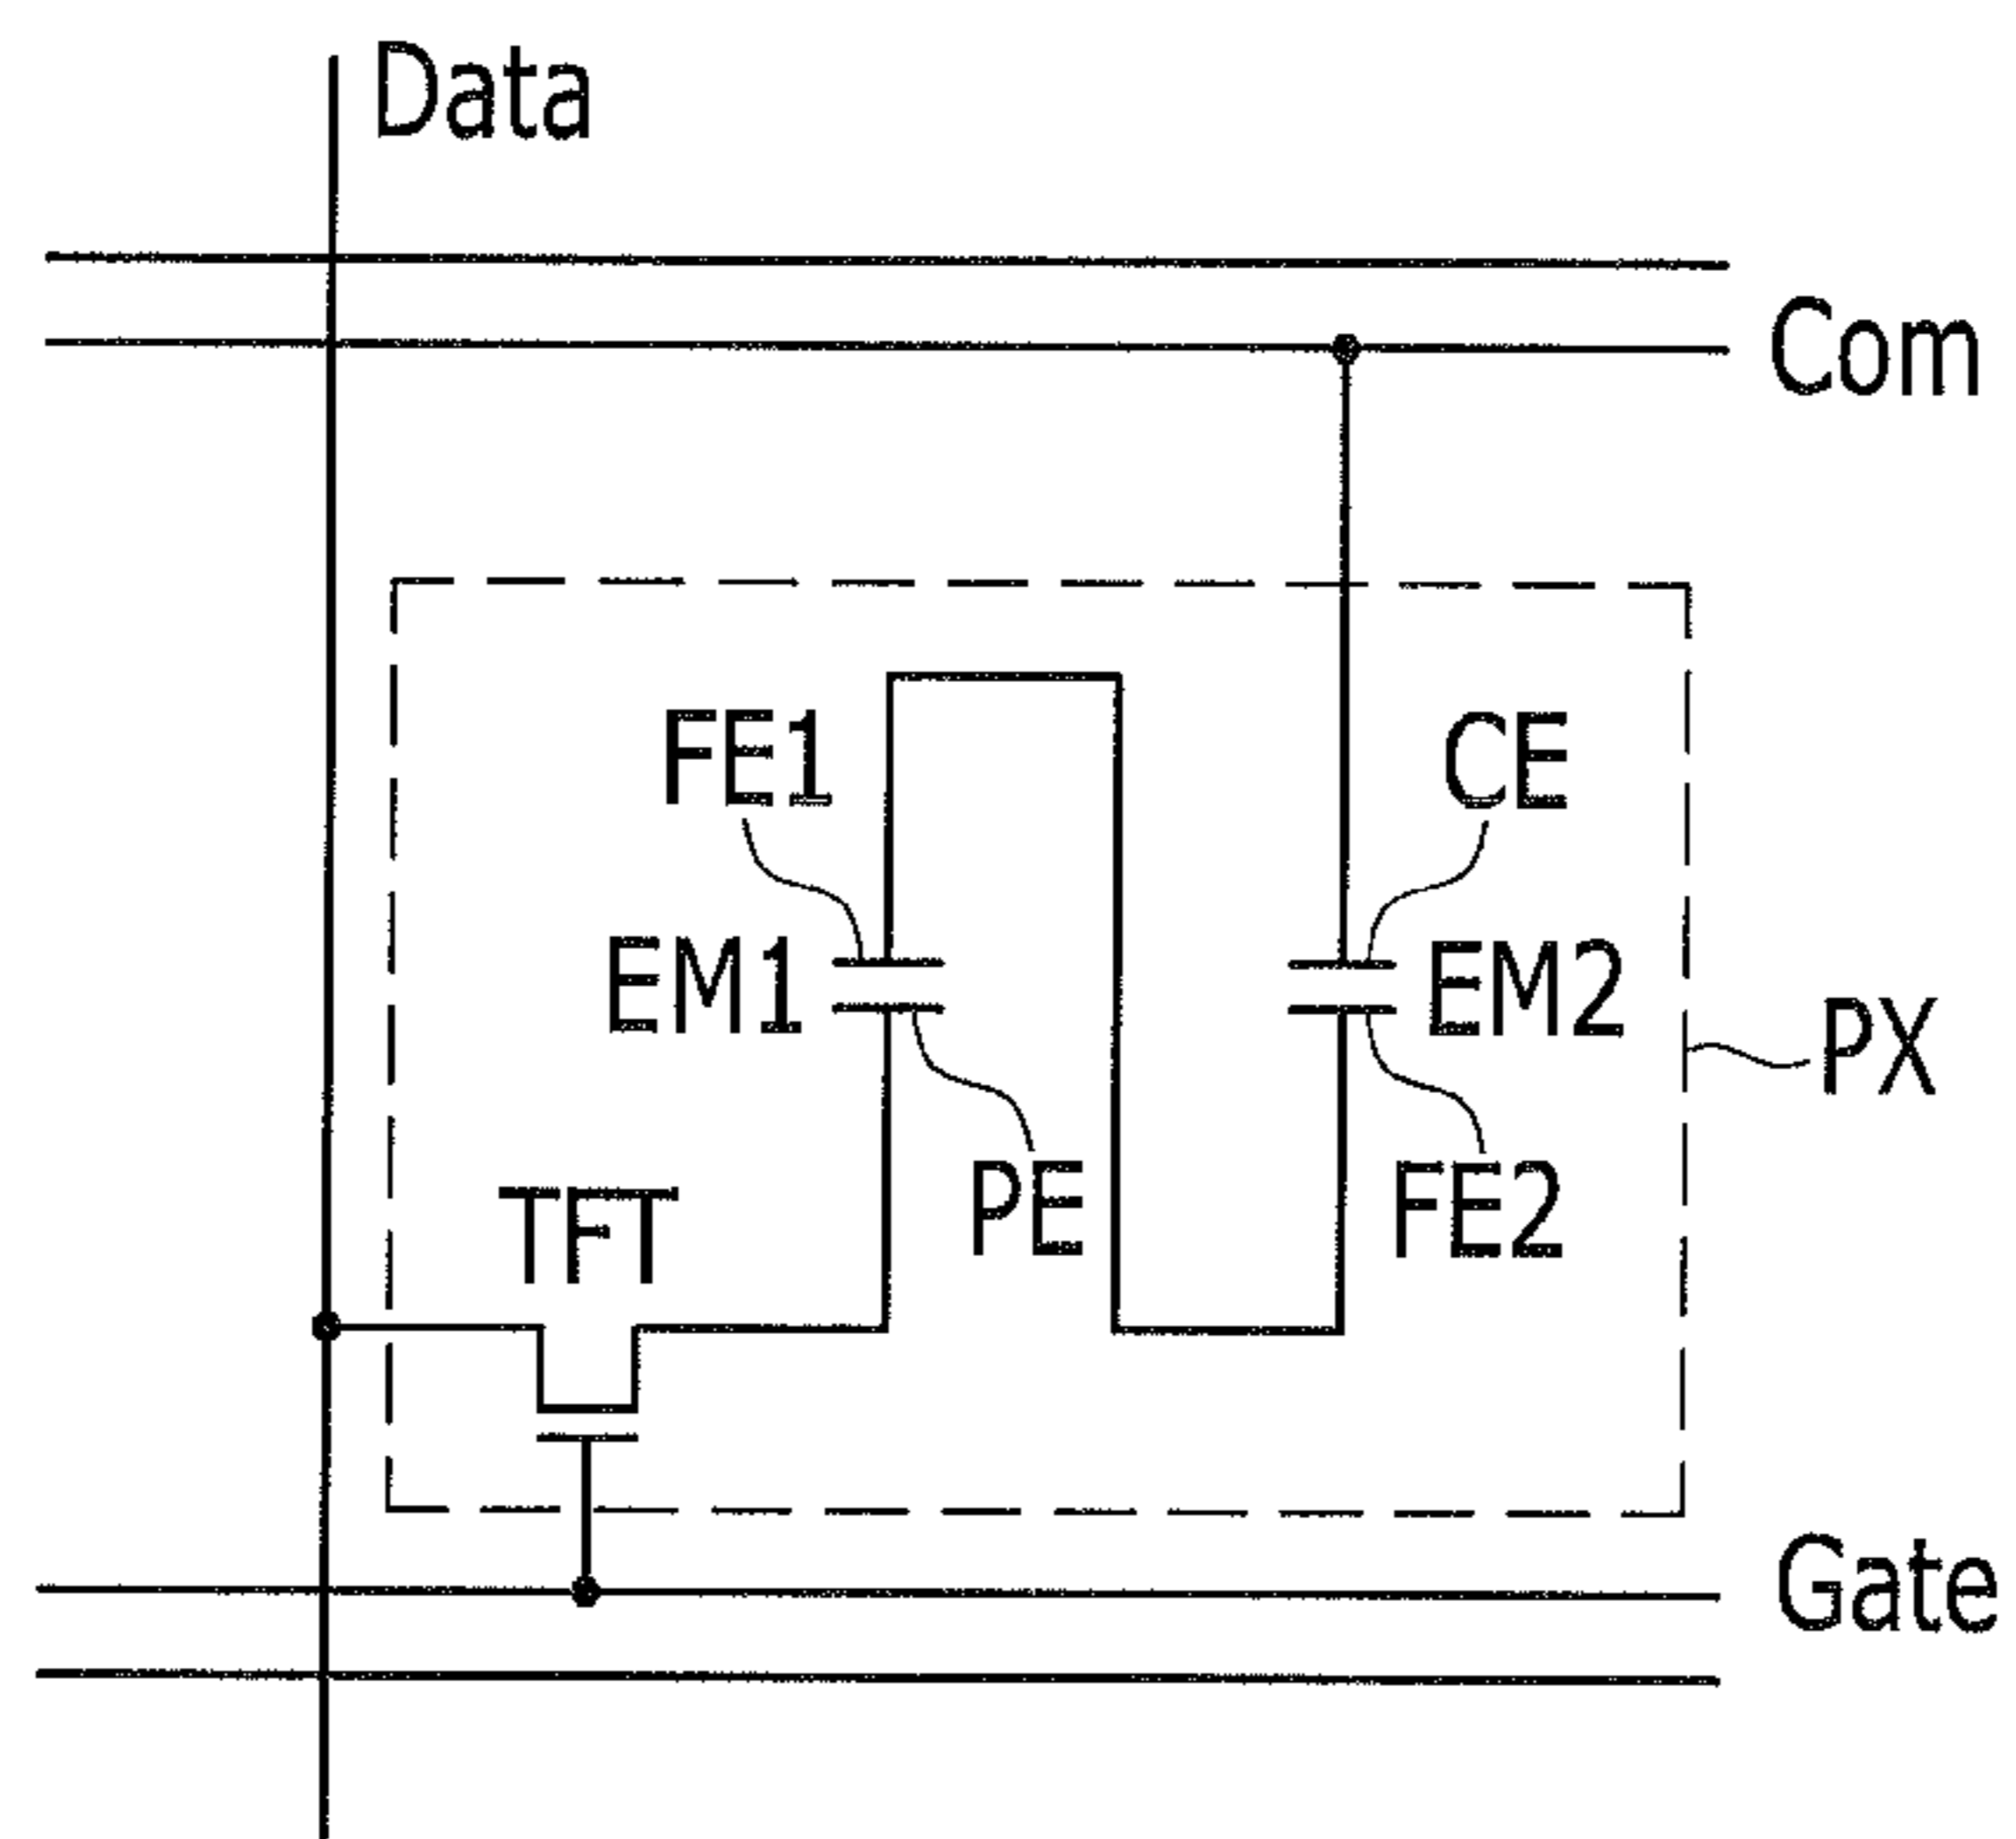 Data
Com
FE1
CE
EM1
EM2
PX
PE
FE2
TFT
Gate